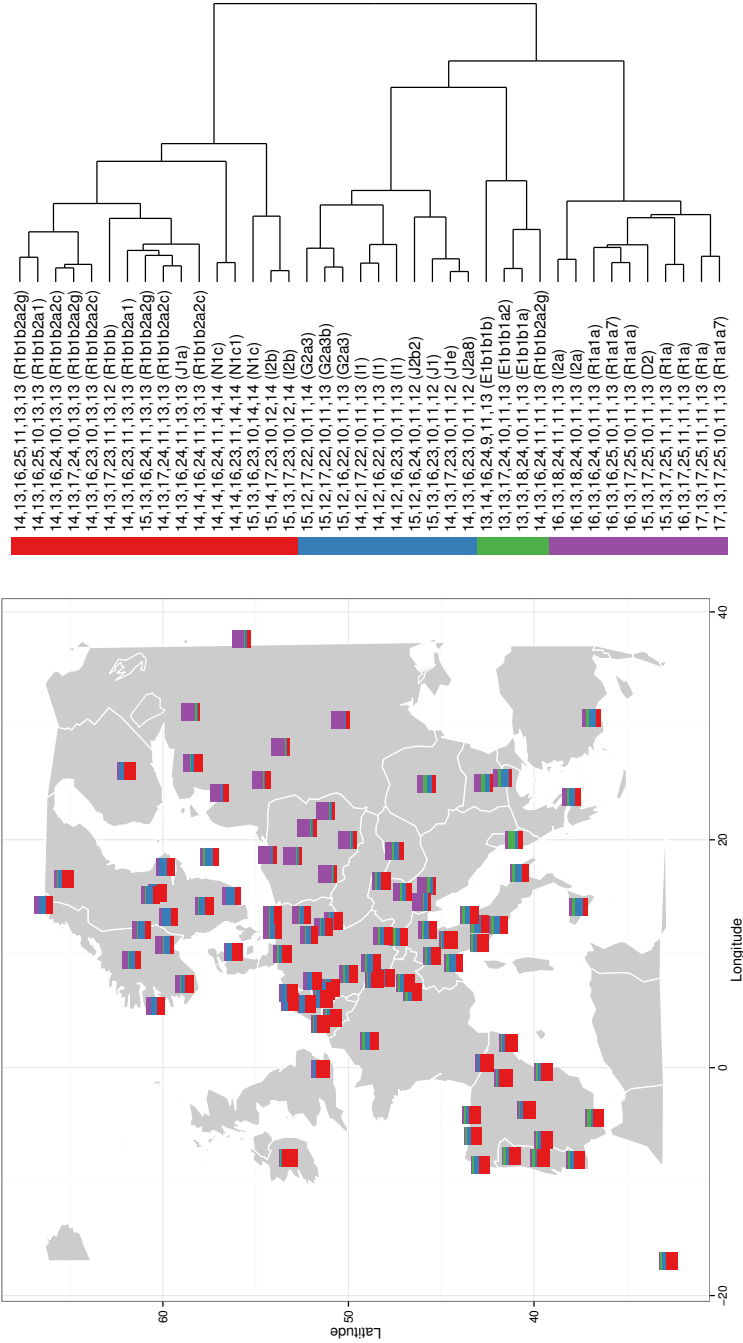 14,13,16,25,11,13,13 (R1b1b2a2g)
14,13,16,25,10,13,13 (R1b1b2a1)
13,13,16,24,10,13,13 (R1b1b2a2c)
14,13,17,24,10,13,13 (R1b1b2a2g)
14,13,16,23,10,13,13 (R1b1b2a2c)
14,13,17,23,11,13,12 (R1b1b)
14,13,16,23,11,13,13 (R1b1b2a1)
15,13,16,24,11,13,13 (R1b1b2a2g)
14,13,17,24,11,13,13 (R1b1b2a2c)
14,13,16,24,11,13,13 (J1a)
14,14,16,24,11,13,13 (R1b1b2a2c)
14,14,16,24,11,14,14 (N1c)
14,14,16,23,11,14,14 (N1c1)
15,13,16,23,10,14,14 (N1c)
15,14,17,23,10,12,14 (I2b)
15,13,17,23,10,12,14 (I2b)
15,12,17,22,10,11,14 (G2a3)
15,12,17,22,10,11,13 (G2a3b)
15,12,16,22,10,11,13 (G2a3)
14,12,17,22,10,11,13 (I1)
14,12,16,22,10,11,13 (I1)
14,12,16,23,10,11,13 (I1)
15,12,16,24,10,11,12 (J2b2)
15,13,16,23,10,11,12 (J1)
14,13,17,23,10,11,12 (J1e)
14,13,16,23,10,11,12 (J2a8)
13,14,16,24,9,11,13 (E1b1b1b)
13,13,17,24,10,11,13 (E1b1b1a2)
13,13,18,24,10,11,13 (E1b1b1a)
14,13,16,24,11,11,13 (R1b1b2a2g)
16,13,18,24,11,11,13 (I2a)
16,13,18,24,10,11,13 (I2a)
16,13,16,24,10,11,13 (R1a1a)
16,13,16,25,10,11,13 (R1a1a7)
16,13,17,25,10,11,13 (R1a1a)
15,13,17,25,10,11,13 (D2)
15,13,16,25,11,11,13 (R1a)
16,13,17,25,11,11,13 (R1a)
17,13,17,25,11,11,13 (R1a)
17,13,17,25,10,11,13 (R1a1a7)
60
50
40
Latitude
−20
0
20
40
Longitude